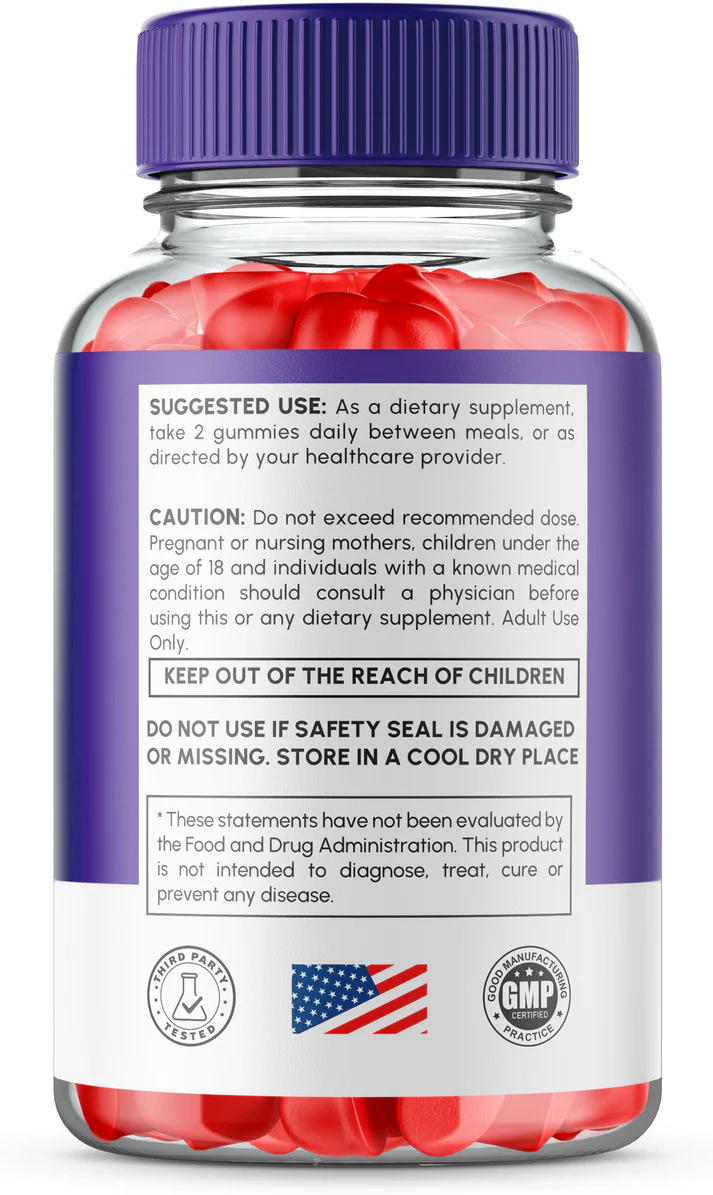 SUGGESTED USE: As a dietary supplement,
take 2 gummies daily between meals, or as
directed by your healthcare provider.
CAUTION: Do not exceed recommended dose.
Pregnant or nursing mothers, children under the
age of 18 and individuals with a known medical
condition should consult a physician before
using this or any dietary supplement. Adult Use
Only.
KEEP OUT OF THE REACH OF CHILDREN
DO NOT USE IF SAFETY SEAL IS DAMAGED
OR MISSING. STORE IN A COOL DRY PLACE
* These statements have not been evaluated by
the Food and Drug Administration. This product
is not intended to diagnose, treat, cure or
prevent any disease.
THIRD PARTY
TESTED
GOOD MANUFACTURING
GMP
CERTIFIED
PRACTICE